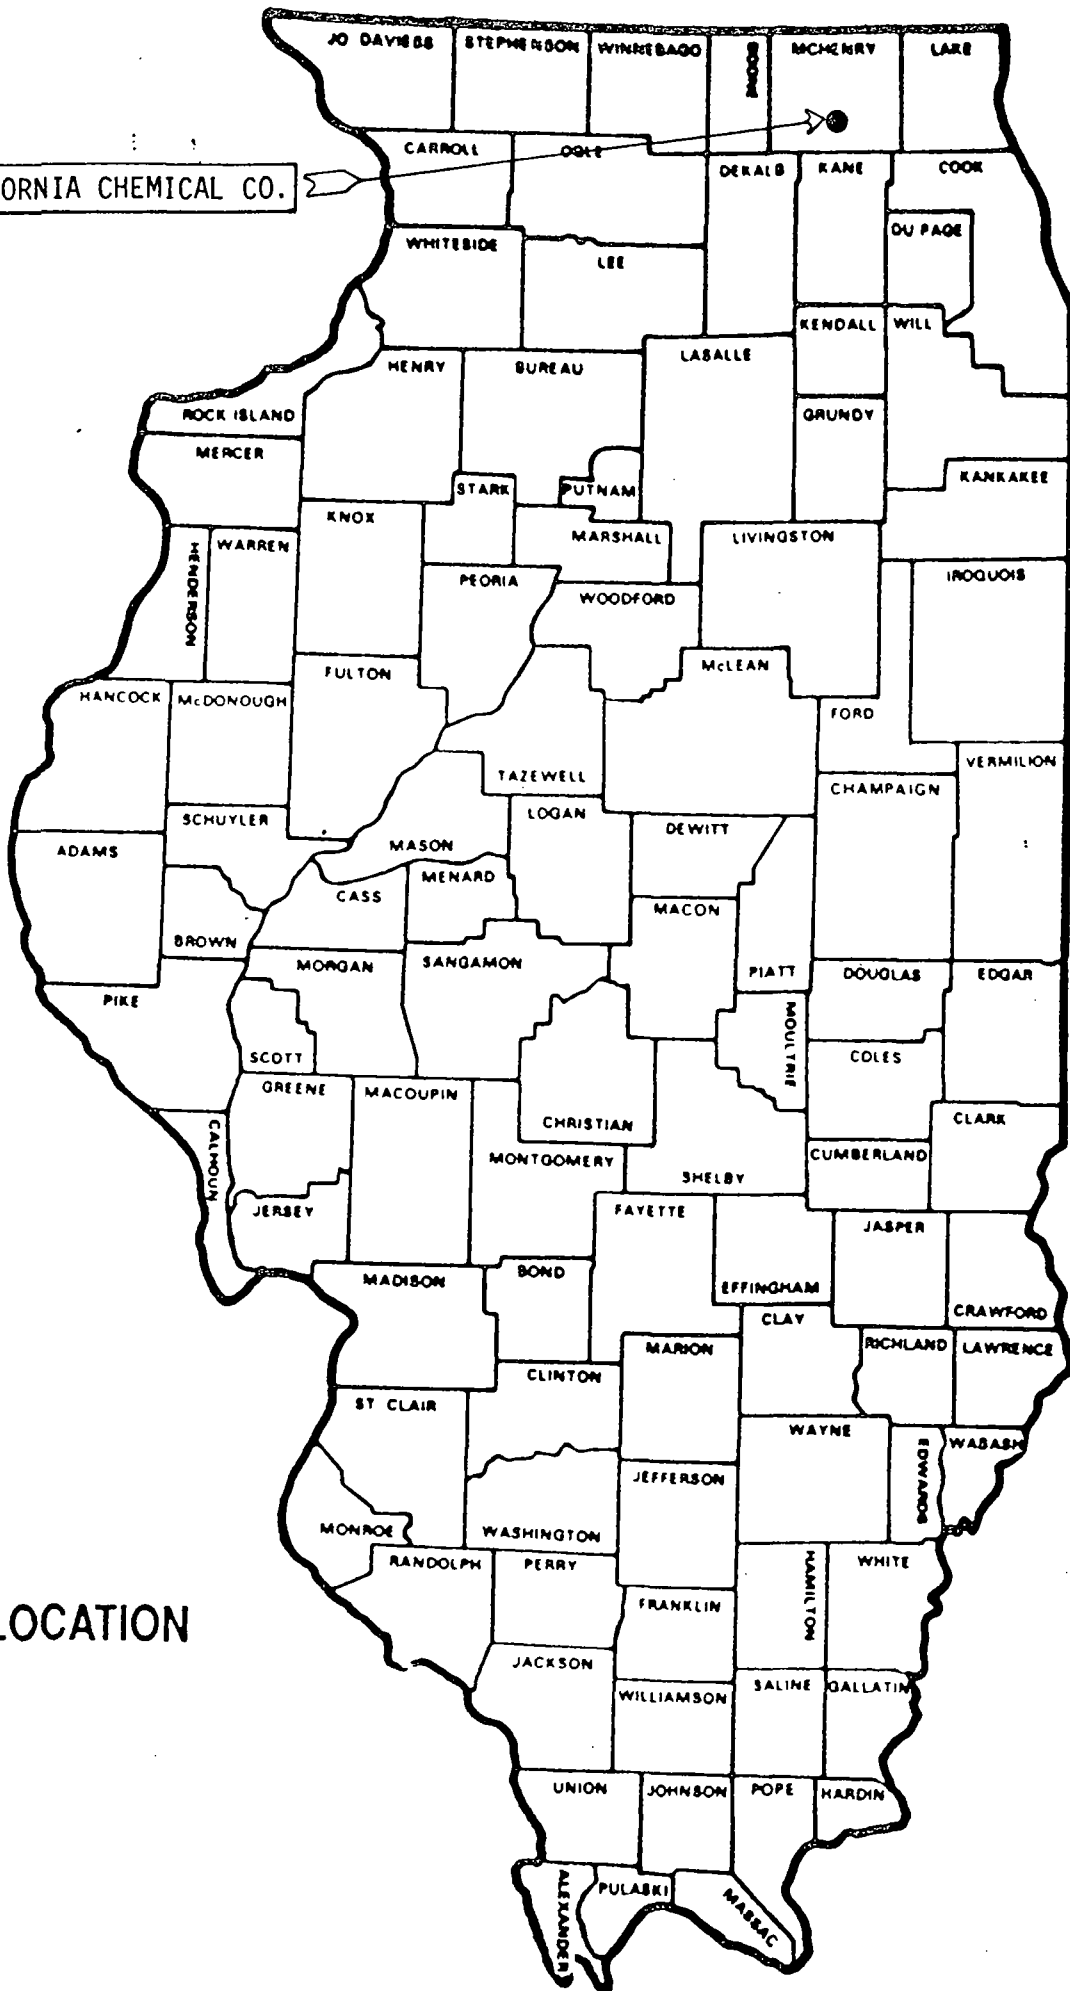 JO DAVIESS
STEPHENSON
WINNEBAGO
BOONE
MCHENRY
LAKE
CARROLL
OGLE
DEKALB
KANE
COOK
ORNIA CHEMICAL CO.
DU PAGE
WHITESIDE
LEE
KENDALL
WILL
HENRY
BUREAU
LASALLE
ROCK ISLAND
GRUNDY
MERCER
KANKAKEE
STARK
PUTNAM
KNOX
HENDERSON
WARREN
MARSHALL
LIVINGSTON
PEORIA
WOODFORD
IROQUOIS
FULTON
McLEAN
HANCOCK
McDONOUGH
FORD
TAZEWELL
VERMILION
CHAMPAIGN
SCHUYLER
LOGAN
DEWITT
ADAMS
MASON
MENARD
CASS
MACON
BROWN
MORGAN
SANGAMON
PIATT
DOUGLAS
EDGAR
PIKE
MOULTRIE
SCOTT
COLES
GREENE
MACOUPIN
CHRISTIAN
CLARK
CALHOUN
MONTGOMERY
CUMBERLAND
SHELBY
JERSEY
FAYETTE
JASPER
MADISON
BOND
EFFINGHAM
CRAWFORD
CLAY
MARION
RICHLAND
LAWRENCE
CLINTON
ST CLAIR
WAYNE
EDWARDS
WABASH
JEFFERSON
MONROE
WASHINGTON
RANDOLPH
PERRY
HAMILTON
WHITE
FRANKLIN
LOCATION
JACKSON
WILLIAMSON
SALINE
GALLATIN
UNION
JOHNSON
POPE
HARDIN
ALEXANDER
PULASKI
MASSAC